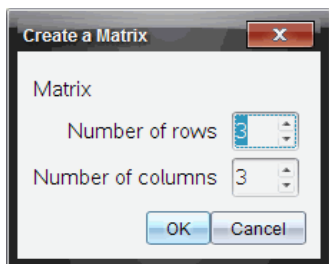 Create a Matrix
Matrix
Number of rows 3
Number of columns 3
OK Cancel